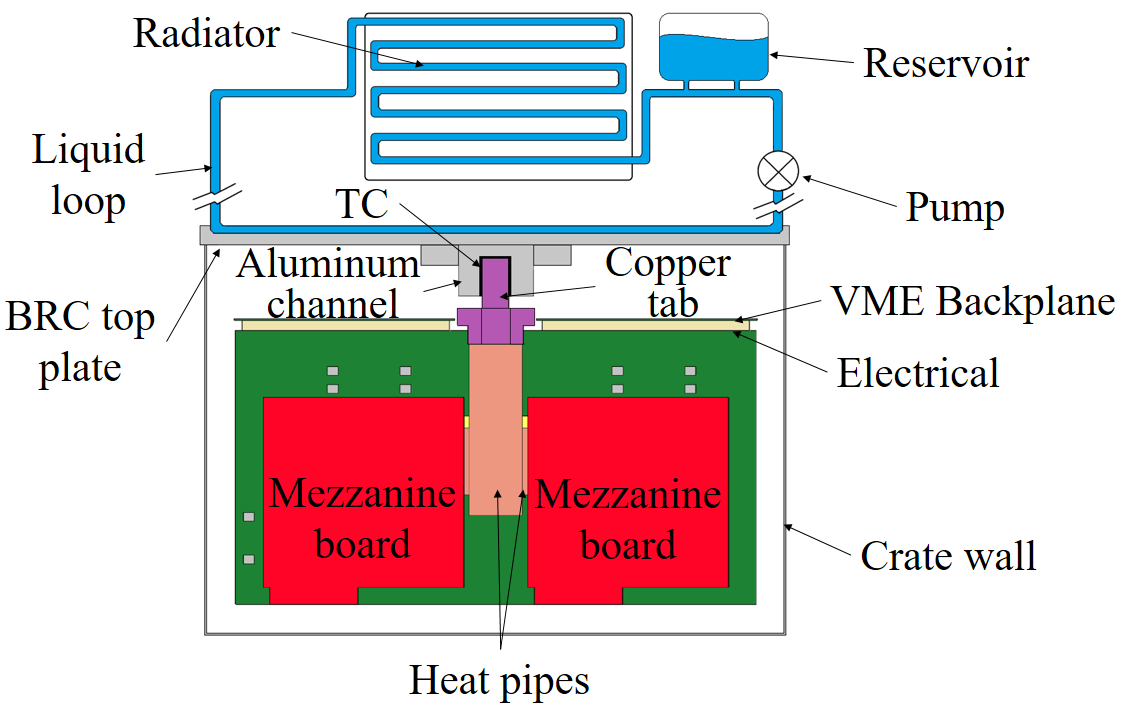 Radiator
Reservoir
Liquid
loop
TC
Pump
Aluminum
channel
Copper
tab
BRC top
plate
VME Backplane
Electrical
Mezzanine
board
Mezzanine
board
Crate wall
Heat pipes